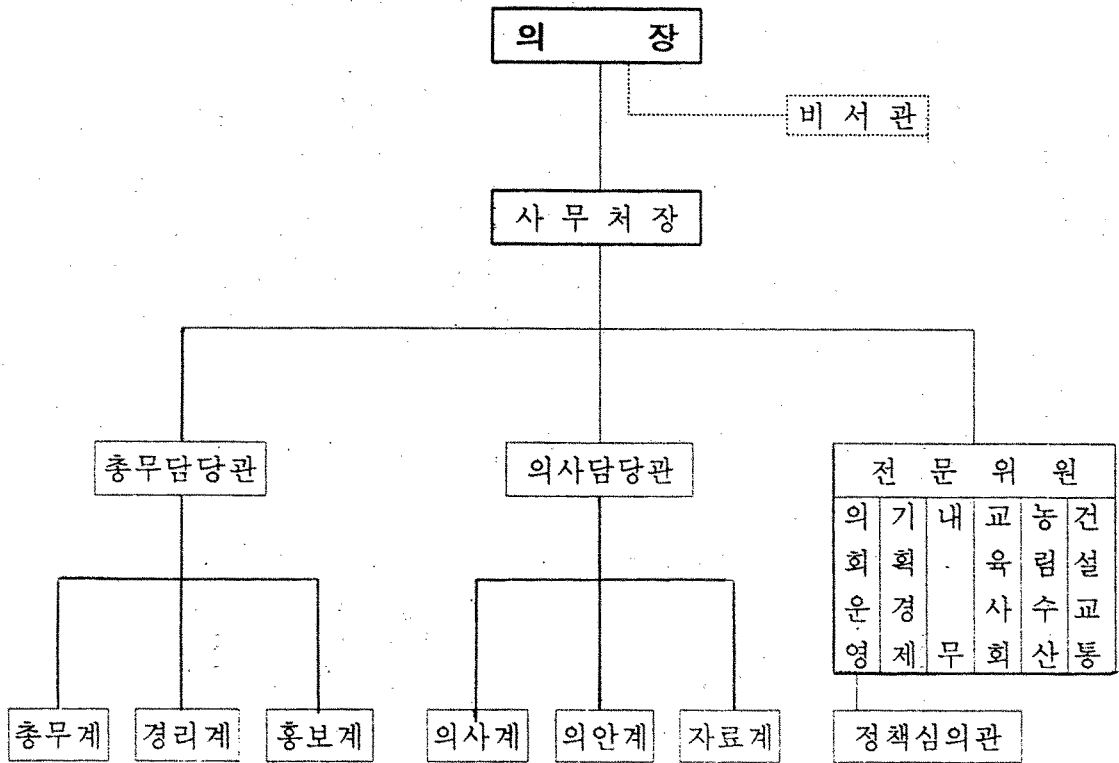 의 장
비 서 관
사 무 처 장
총무담당관
의사담당관
전 문 위 원
의회운영
기획경제
내무
교육사회
농림수산
건설교통
총무계
경리계
홍보계
의사계
의안계
자료계
정책심의관